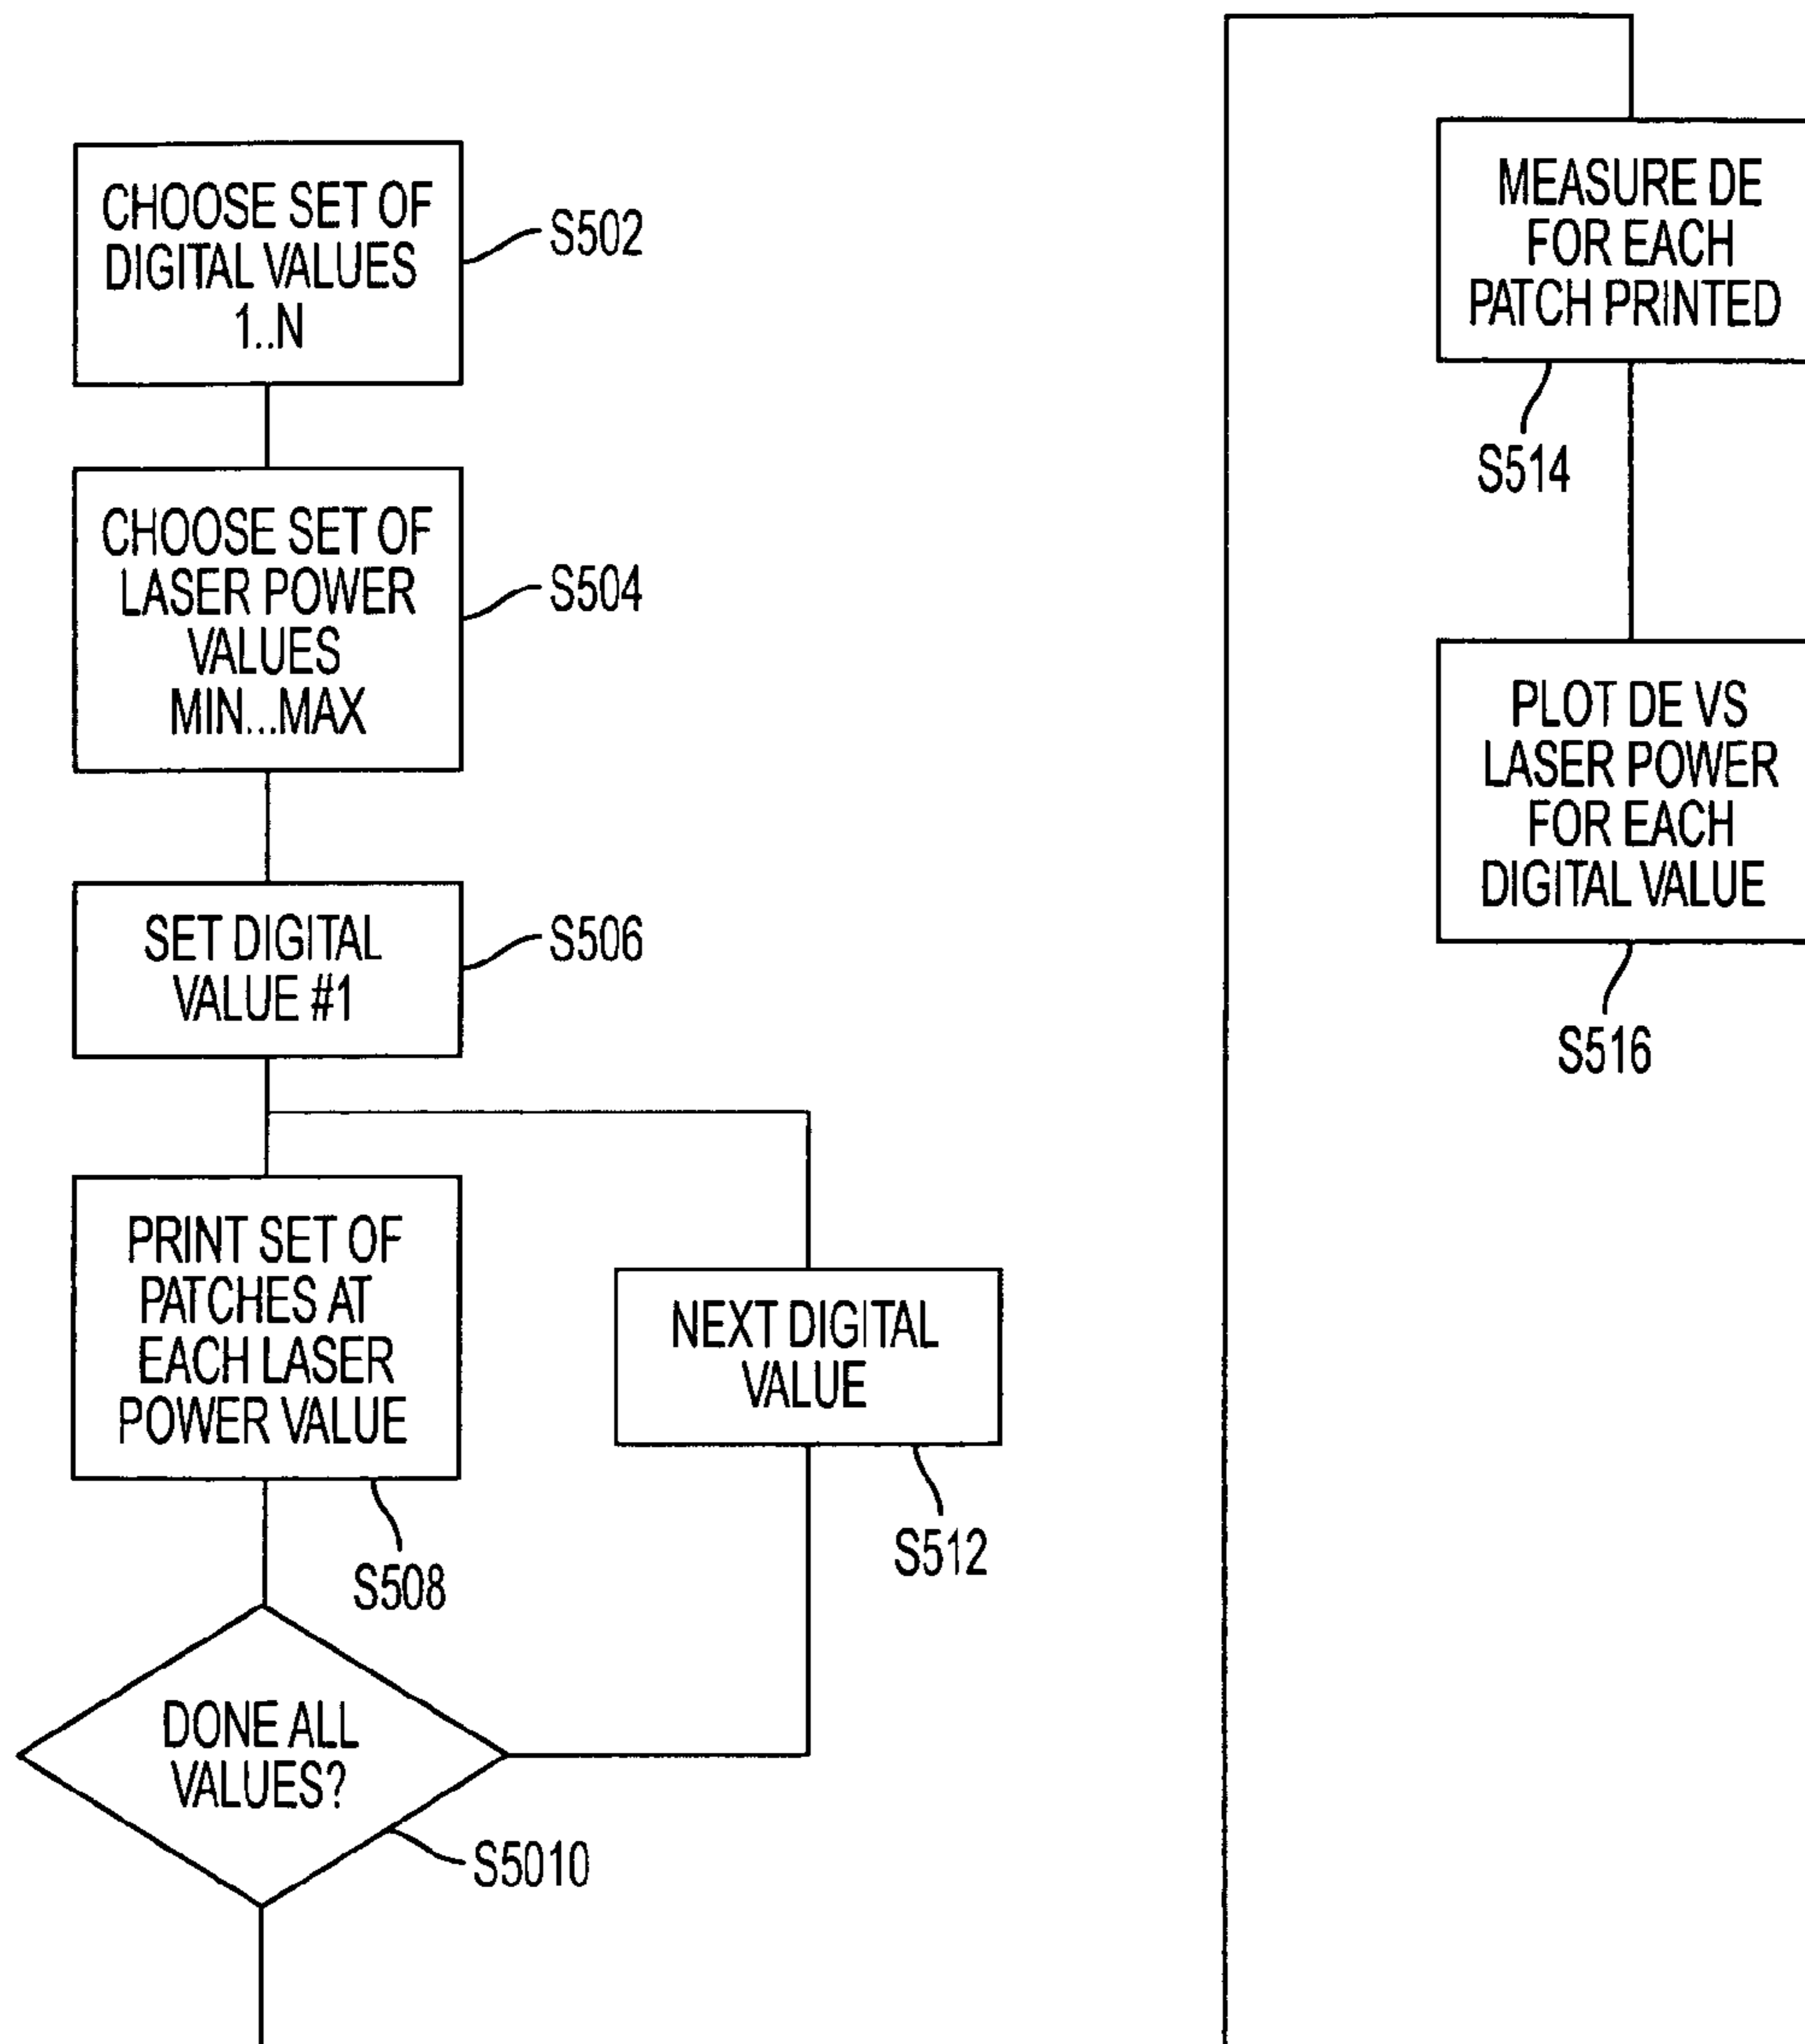 CHOOSE SET OF
DIGITAL VALUES
1..N
S502
CHOOSE SET OF
LASER POWER
VALUES
MIN...MAX
S504
SET DIGITAL
VALUE #1
S506
PRINT SET OF
PATCHES AT
EACH LASER
POWER VALUE
S508
NEXT DIGITAL
VALUE
S512
DONE ALL
VALUES?
S5010
MEASURE DE
FOR EACH
PATCH PRINTED
S514
PLOT DE VS
LASER POWER
FOR EACH
DIGITAL VALUE
S516